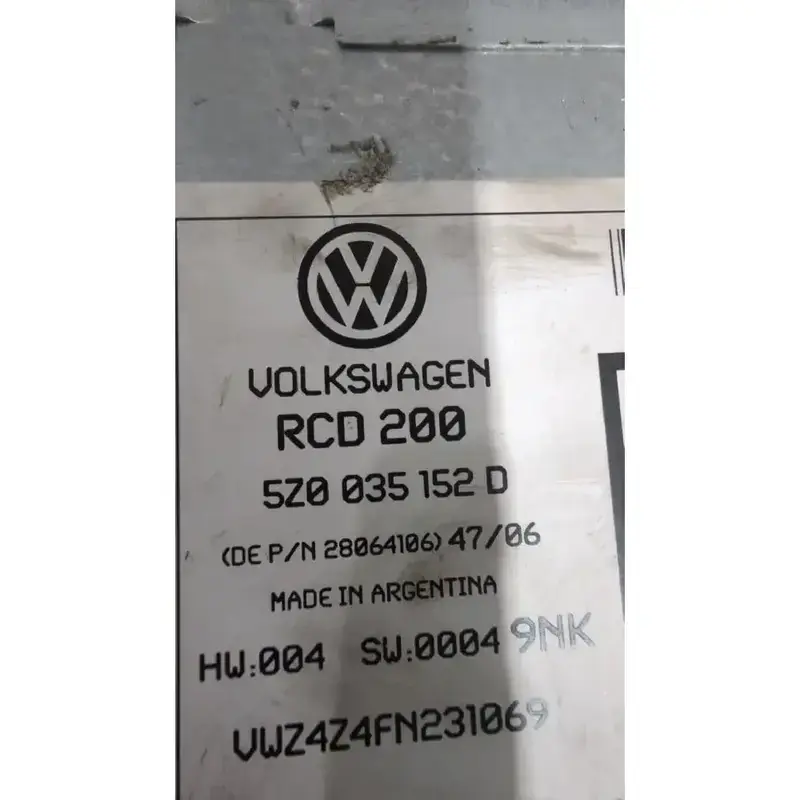 VOLKSWAGEN
RCD 200
5Z0 035 152 D
(DE P/N 28064106) 47/06
MADE IN ARGENTINA
HW:004 SW:0004 9NK
VWZ4Z4FN231069